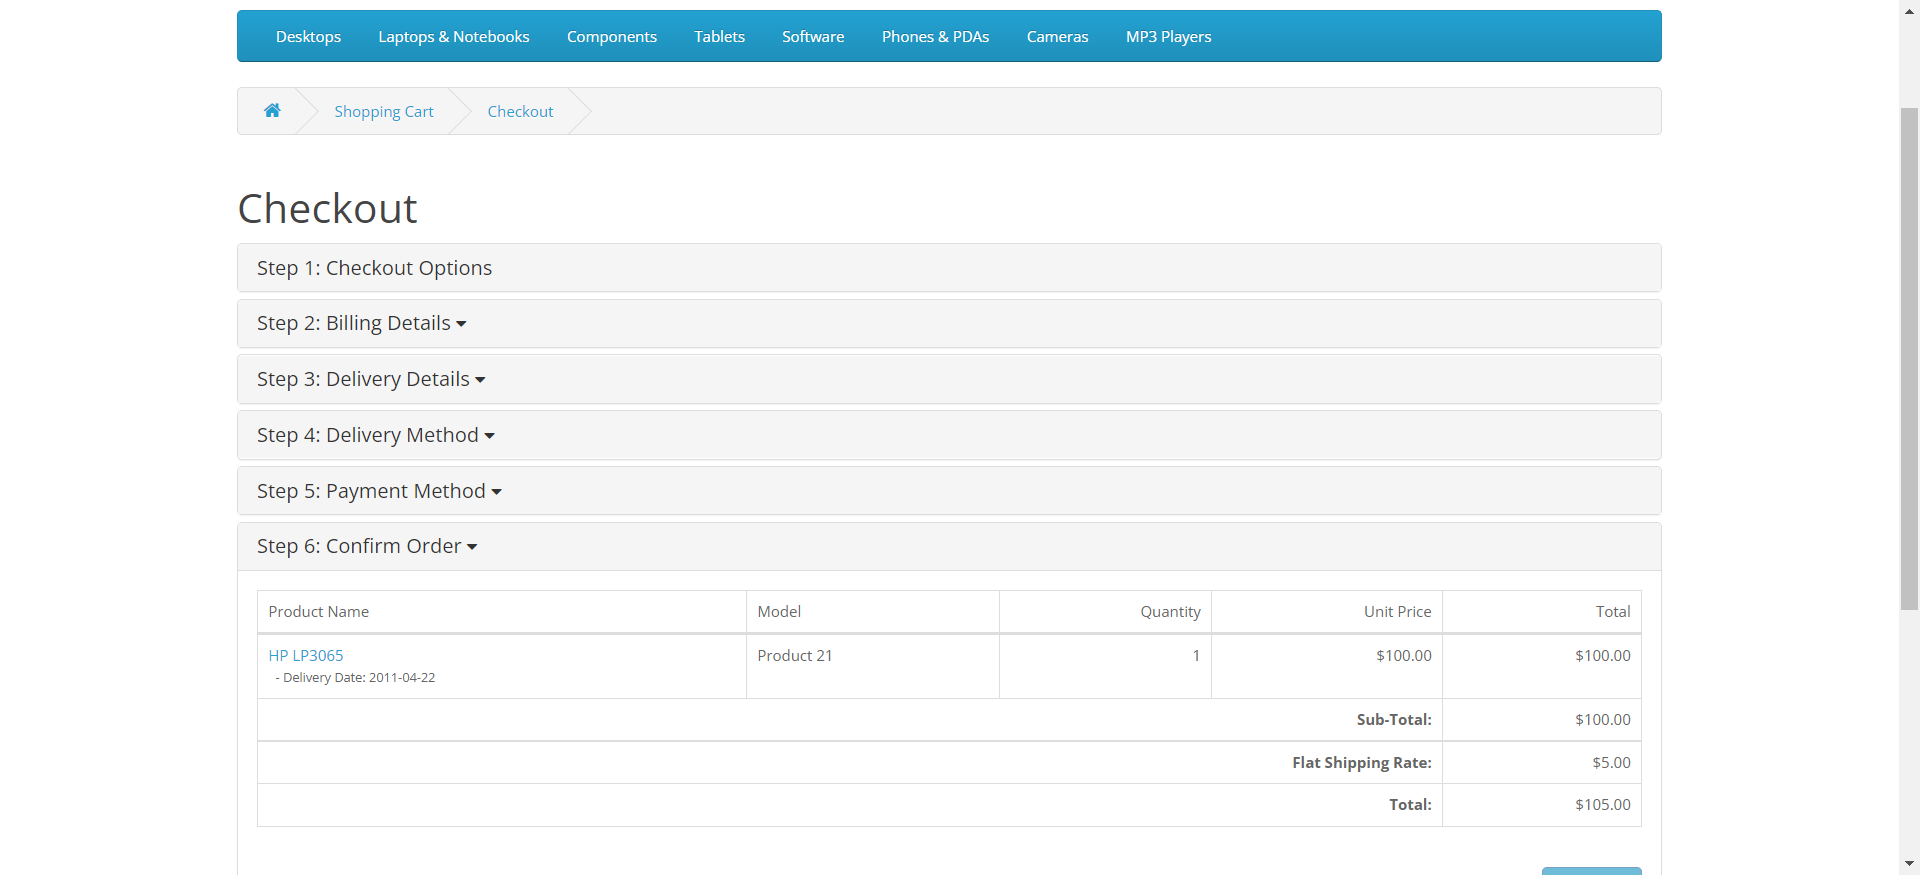 Desktops Laptops & Notebooks Components Tablets Software Phones & PDAs Cameras MP3 Players
Shopping Cart Checkout
Checkout
Step 1: Checkout Options
Step 2: Billing Details
Step 3: Delivery Details
Step 4: Delivery Method
Step 5: Payment Method
Step 6: Confirm Order
Product Name Model Quantity Unit Price Total
HP LP3065 Product 21 1 $100.00 $100.00
- Delivery Date: 2011-04-22
Sub-Total: $100.00
Flat Shipping Rate: $5.00
Total: $105.00